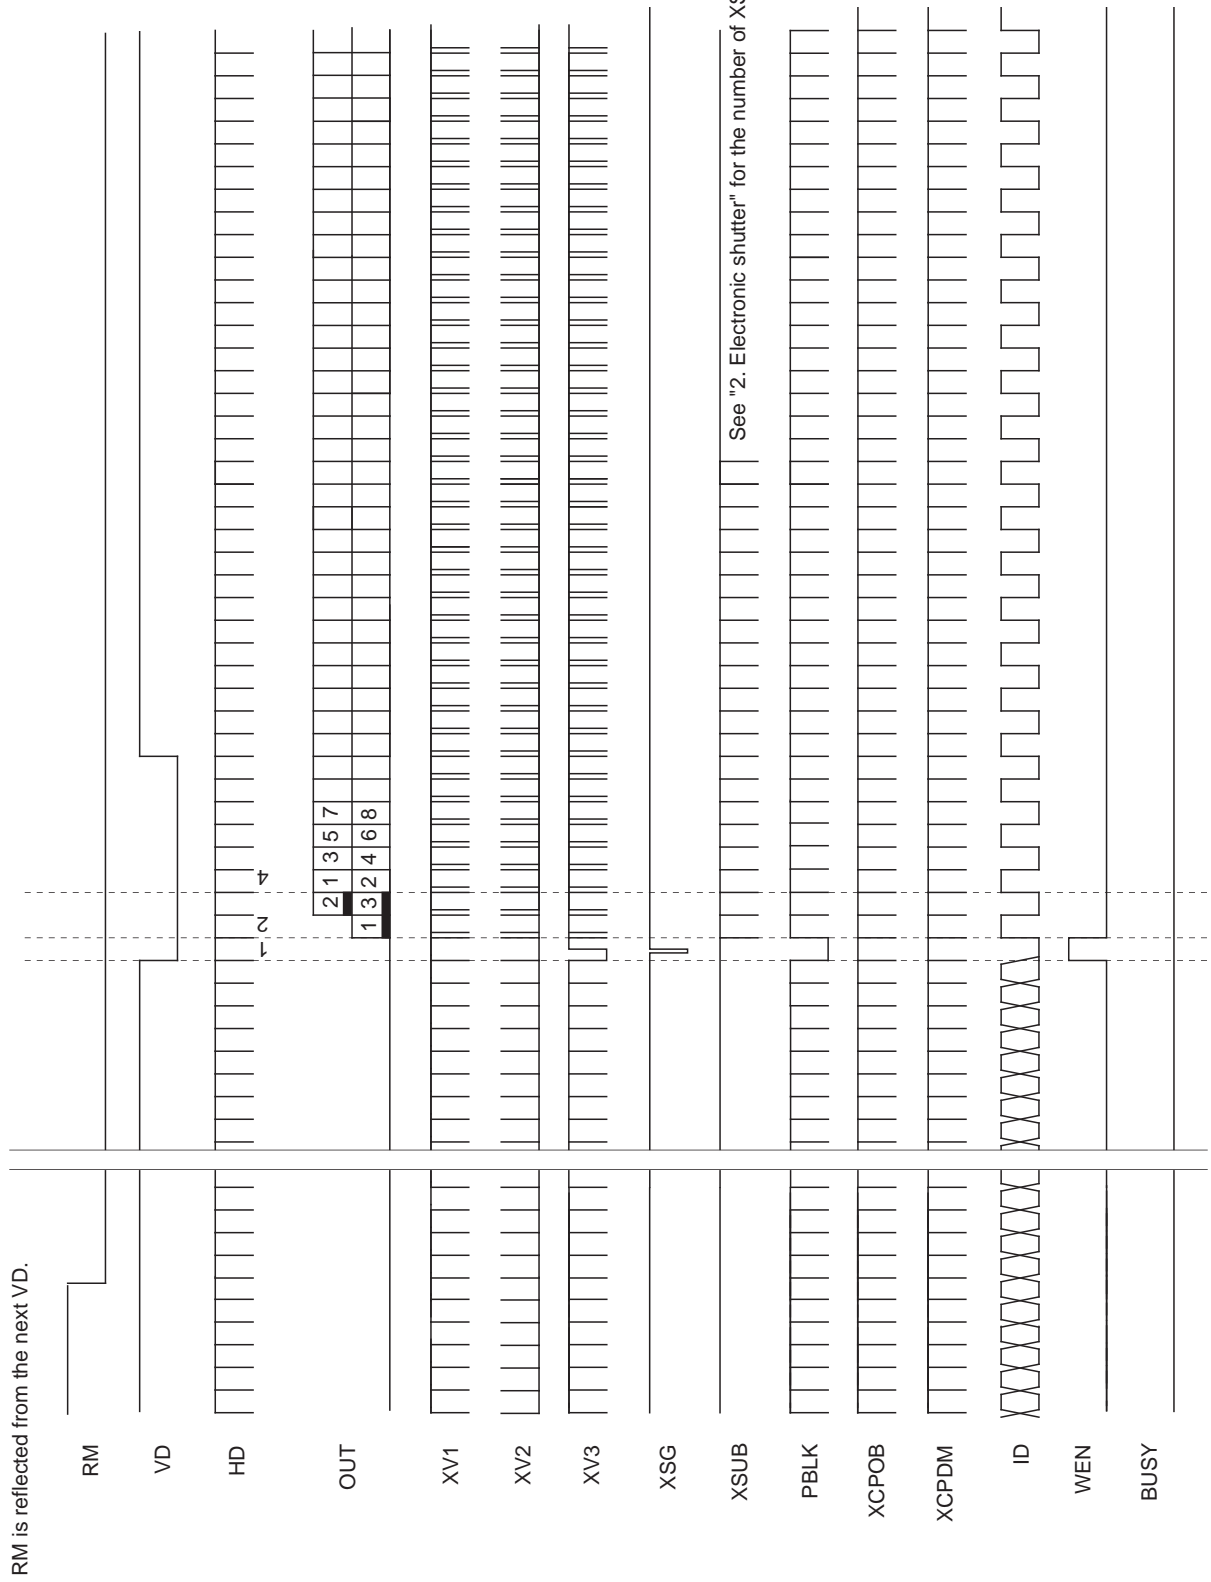 RM is reflected from the next VD.
RM
VD
HD
1 2 4
OUT
2 1 3 5 7
1 3 2 4 6 8
XV1
XV2
XV3
XSG
XSUB
See "2. Electronic shutter" for the number of XS
PBLK
XCPOB
XCPDM
ID
WEN
BUSY